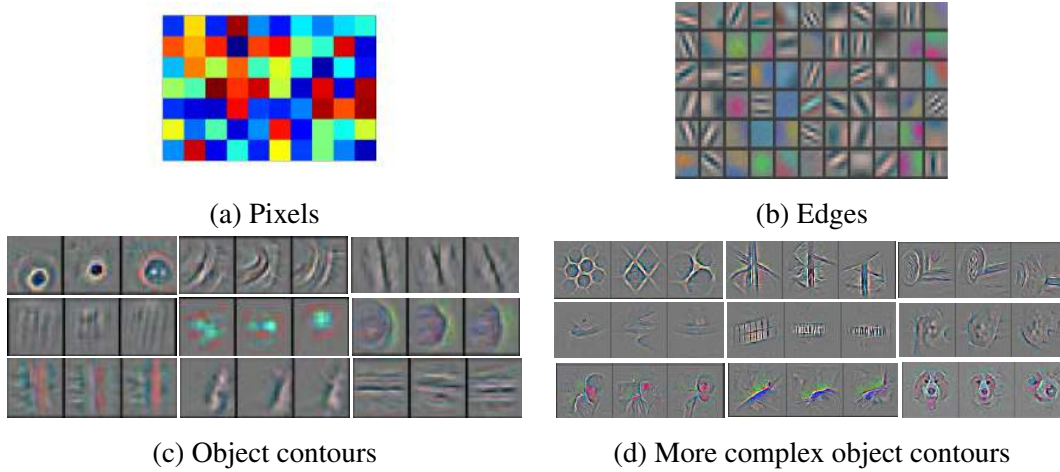 (a) Pixels
(b) Edges
(c) Object contours
(d) More complex object contours